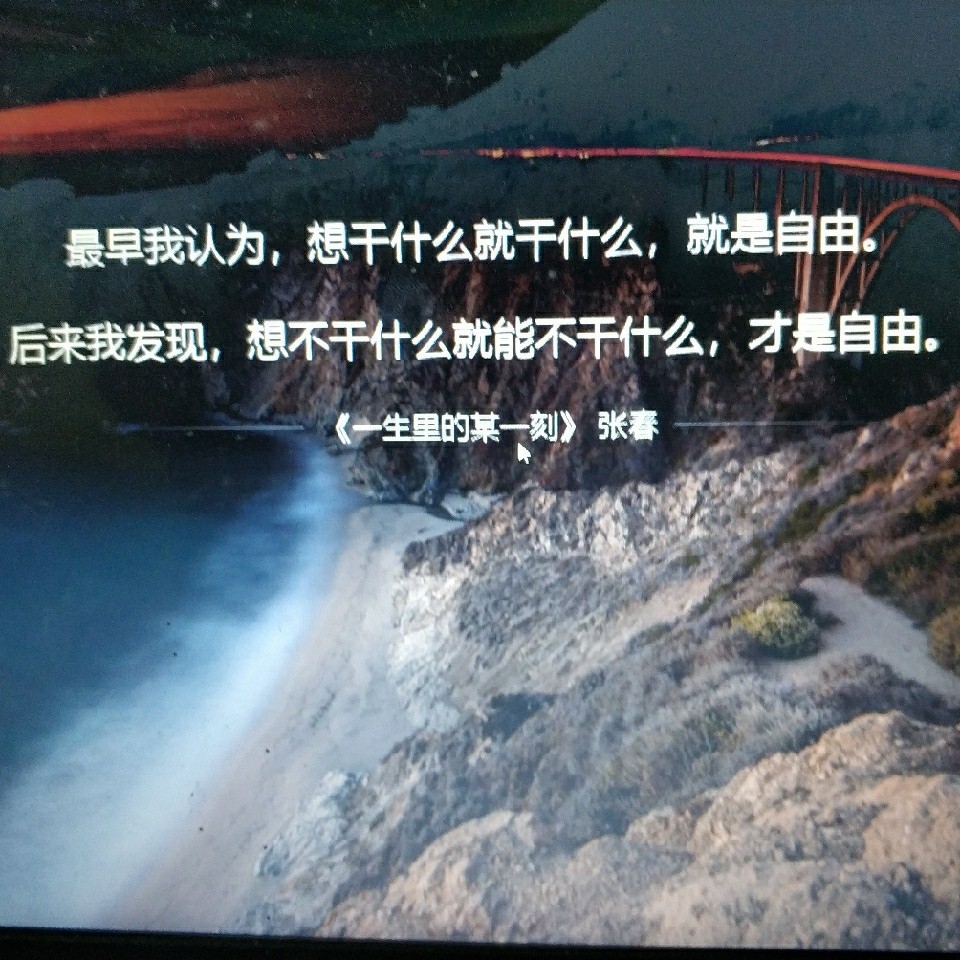 最早我认为，想干什么就干什么，就是自由。
后来我发现，想不干什么就能不干什么，才是自由。
《一生里的某一刻》 张春